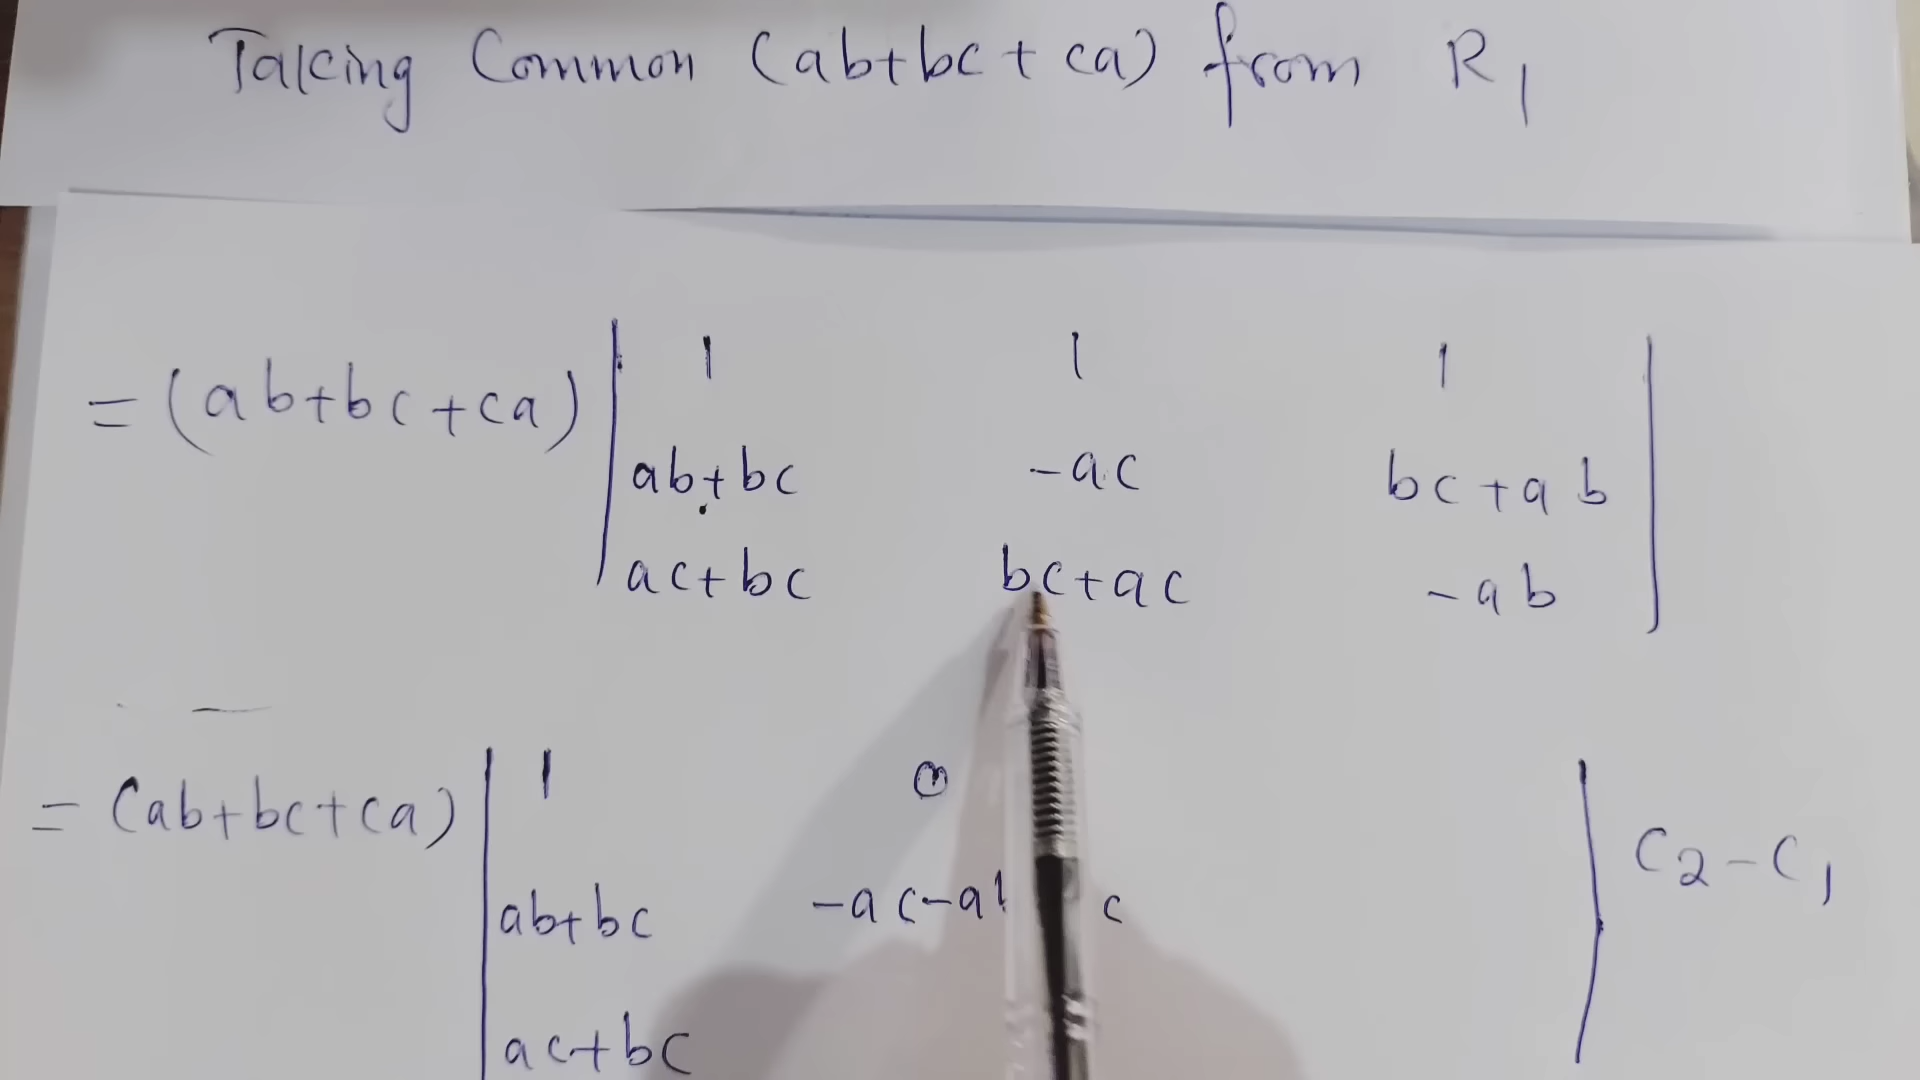 Taking Common (ab+bc+ca) from R1
= (ab+bc+ca) | 1 1 1 |
ab+bc -ac bc+ab
ac+bc bc+ac -ab
= (ab+bc+ca) | 1 0 | C2-C1
ab+bc -ac-a c
ac+bc